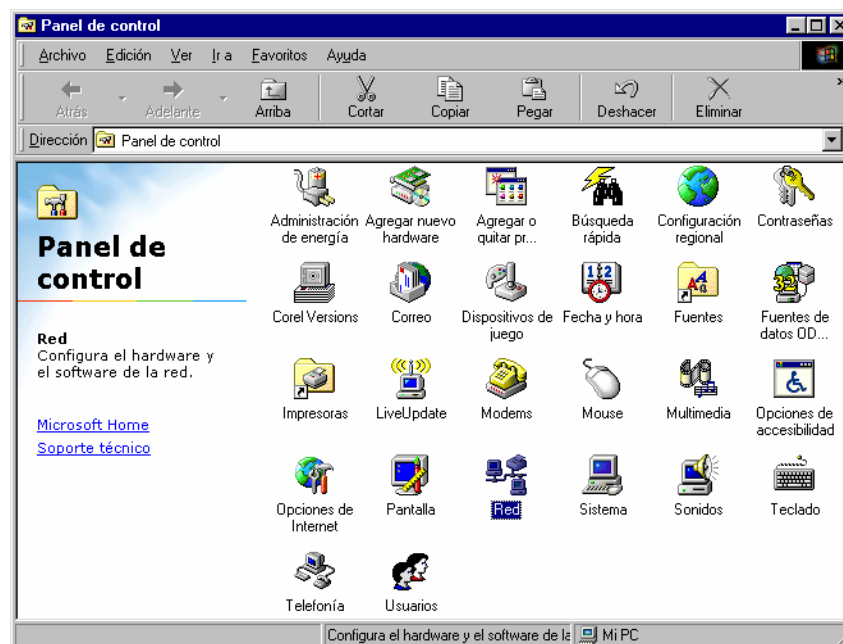 Panel de control
Archivo Edición Ver Ir a Favoritos Ayuda
Atrás Adelante Arriba Cortar Copiar Pegar Deshacer Eliminar »
Dirección Panel de control
Panel de
control
Red
Configura el hardware y
el software de la red.
Microsoft Home
Soporte técnico
Administración
de energía
Agregar nuevo
hardware
Agregar o
quitar pr...
Búsqueda
rápida
Configuración
regional
Contraseñas
Corel Versions
Correo
Dispositivos de
juego
Fecha y hora
Fuentes
Fuentes de
datos OD...
Impresoras
LiveUpdate
Modems
Mouse
Multimedia
Opciones de
accesibilidad
Opciones de
Internet
Pantalla
Red
Sistema
Sonidos
Teclado
Telefonía
Usuarios
Configura el hardware y el software de la Mi PC